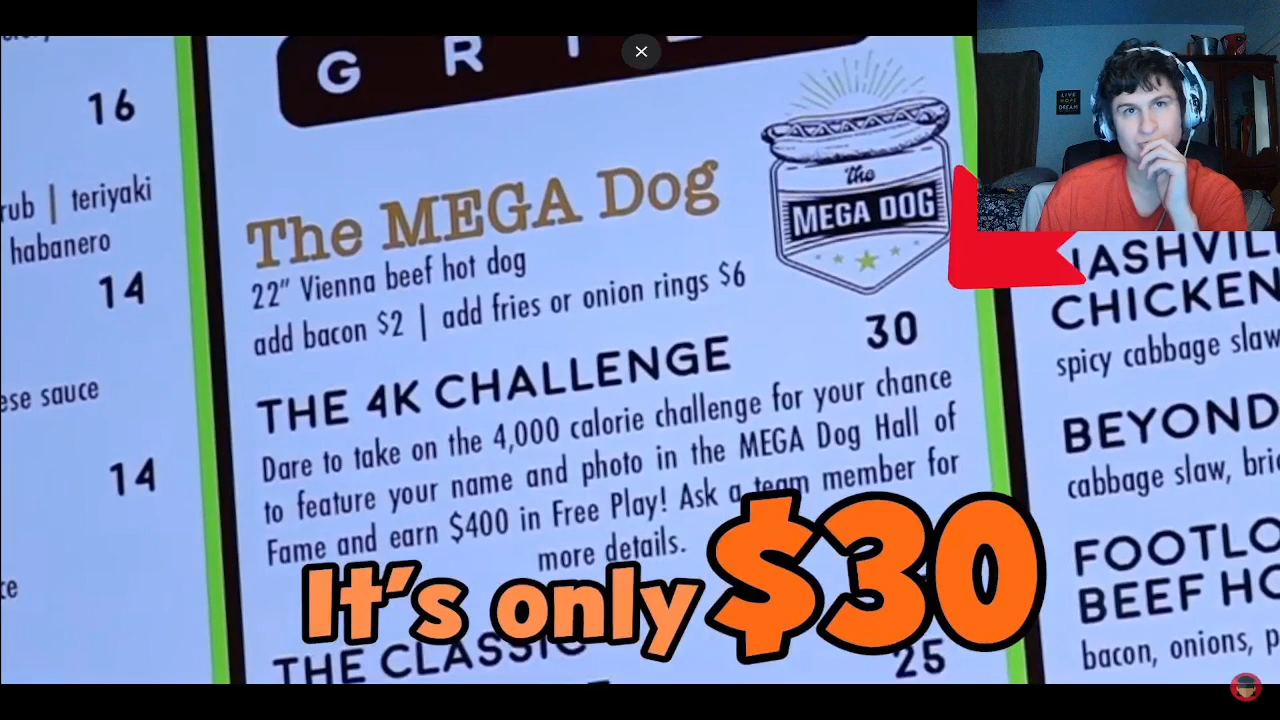 G R I
16
rub | teriyaki
habanero
14
ese sauce
14
The MEGA Dog
22" Vienna beef hot dog
add bacon $2 | add fries or onion rings $6
the
MEGA DOG
THE 4K CHALLENGE 30
Dare to take on the 4,000 calorie challenge for your chance
to feature your name and photo in the MEGA Dog Hall of
Fame and earn $400 in Free Play! Ask a team member for
more details.
It's only $30
THE CLASSIC 25
NASHVIL
CHICKEN
spicy cabbage slaw
BEYOND
cabbage slaw, bri
FOOTLO
BEEF HO
bacon, onions, p
LIVE
HOPE
DREAM